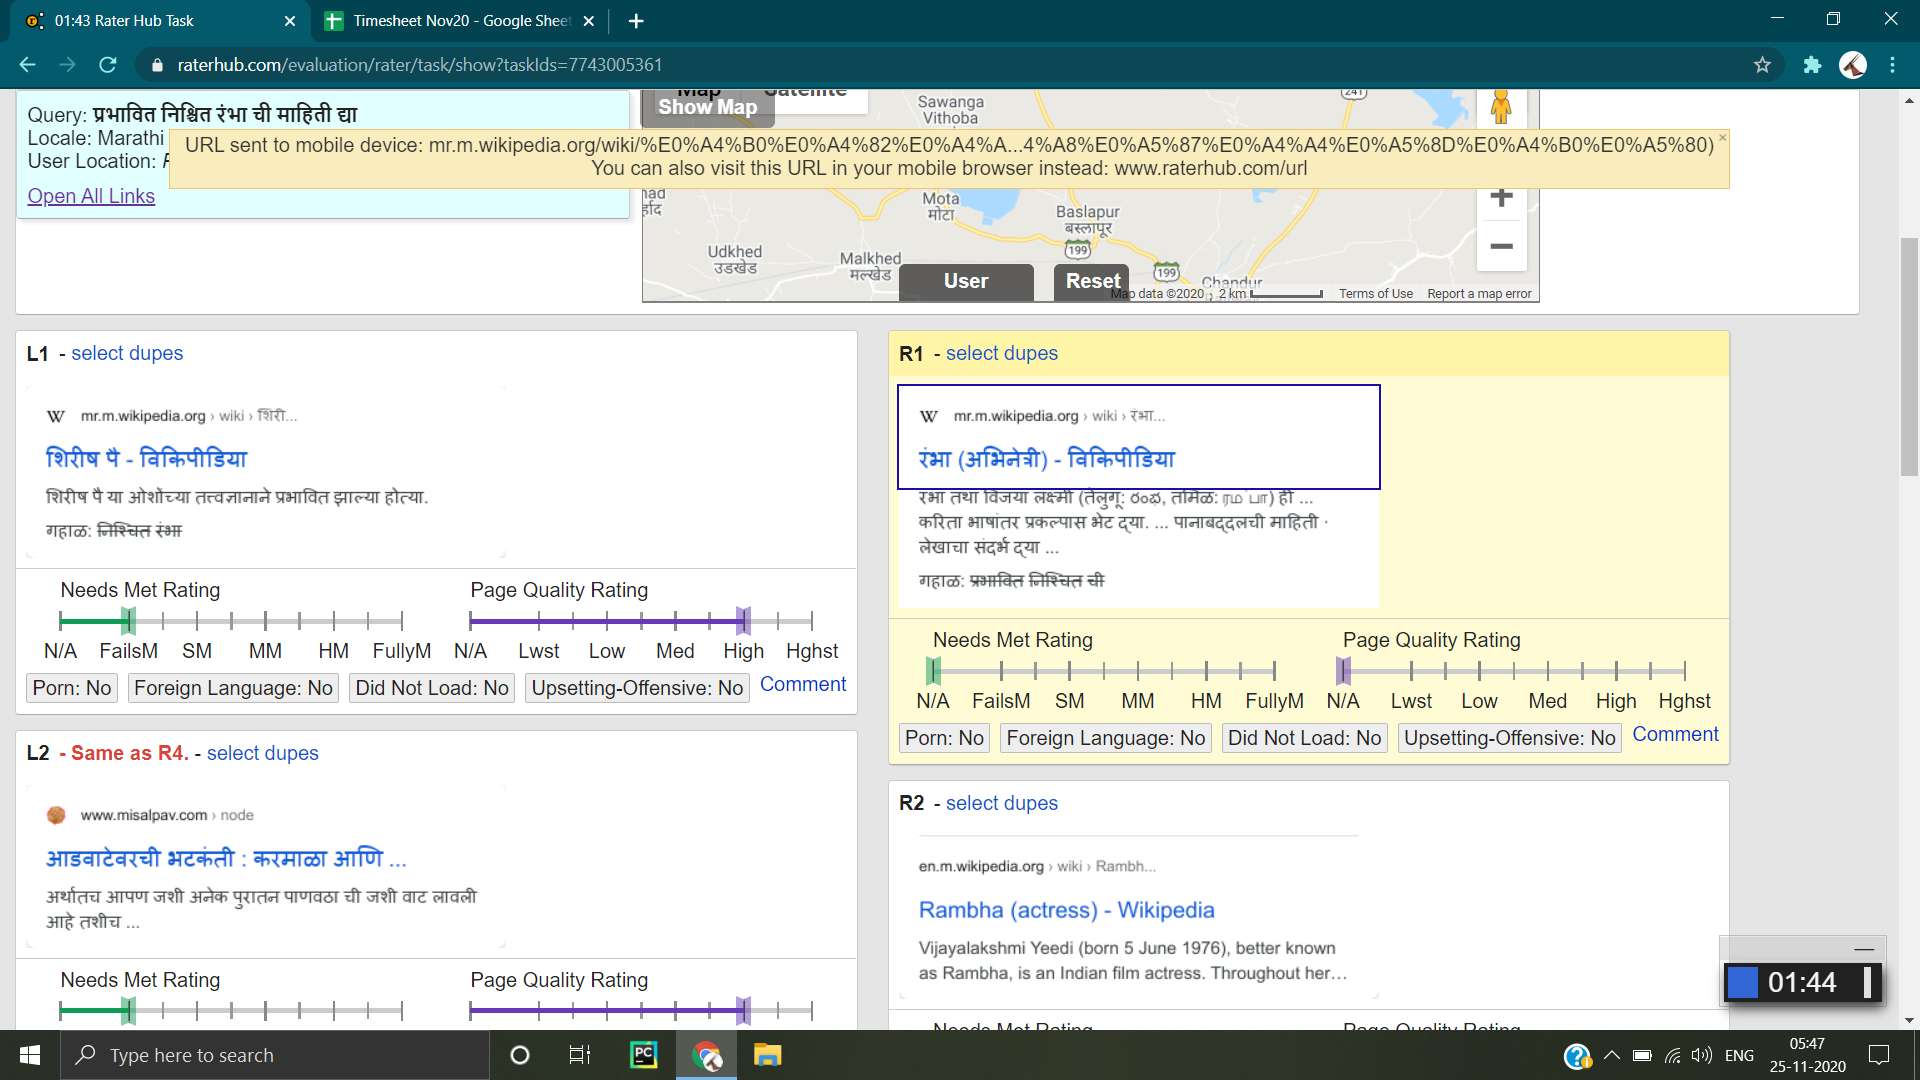 01:43 Rater Hub Task
Timesheet Nov20 - Google Sheet
raterhub.com/evaluation/rater/task/show?taskIds=7743005361
Query: प्रभावित निश्चित रंभा ची माहिती द्या
Locale: Marathi
User Location:
Open All Links
URL sent to mobile device: mr.m.wikipedia.org/wiki/%E0%A4%B0%E0%A4%82%E0%A4%A...4%A8%E0%A5%87%E0%A4%A4%E0%A5%8D%E0%A4%B0%E0%A5%80)
You can also visit this URL in your mobile browser instead: www.raterhub.com/url
Map
Satellite
Show Map
Sawanga
Vithoba
241
Mota
मोटा
Baslapur
बस्लापूर
199
Udkhed
उडखेड
Malkhed
मल्खेड
199
Chandur
User
Reset
Map data ©2020
2 km
Terms of Use
Report a map error
L1 - select dupes
mr.m.wikipedia.org › wiki › शिरी...
शिरीष पै - विकिपीडिया
शिरीष पै या ओशोंच्या तत्त्वज्ञानाने प्रभावित झाल्या होत्या.
गहाळ: निश्चित रंभा
Needs Met Rating
Page Quality Rating
N/A FailsM SM MM HM FullyM
N/A Lwst Low Med High Hghst
Porn: No
Foreign Language: No
Did Not Load: No
Upsetting-Offensive: No
Comment
L2 - Same as R4. - select dupes
www.misalpav.com › node
आडवाटेवरची भटकंती : करमाळा आणि ...
अर्थातच आपण जशी अनेक पुरातन पाणवठा ची जशी वाट लावली
आहे तशीच ...
Needs Met Rating
Page Quality Rating
R1 - select dupes
mr.m.wikipedia.org › wiki › रंभा...
रंभा (अभिनेत्री) - विकिपीडिया
रंभा तथा विजया लक्ष्मी (तेलुगू: రంభ, तमिळ: ரம்பா) ही ...
करिता भाषांतर प्रकल्पास भेट द्या. ... पानाबद्दलची माहिती ·
लेखाचा संदर्भ द्या ...
गहाळ: प्रभावित निश्चित ची
Needs Met Rating
Page Quality Rating
N/A FailsM SM MM HM FullyM
N/A Lwst Low Med High Hghst
Porn: No
Foreign Language: No
Did Not Load: No
Upsetting-Offensive: No
Comment
R2 - select dupes
en.m.wikipedia.org › wiki › Rambh...
Rambha (actress) - Wikipedia
Vijayalakshmi Yeedi (born 5 June 1976), better known
as Rambha, is an Indian film actress. Throughout her...
Needs Met Rating
Page Quality Rating
01:44
Type here to search
ENG
05:47
25-11-2020